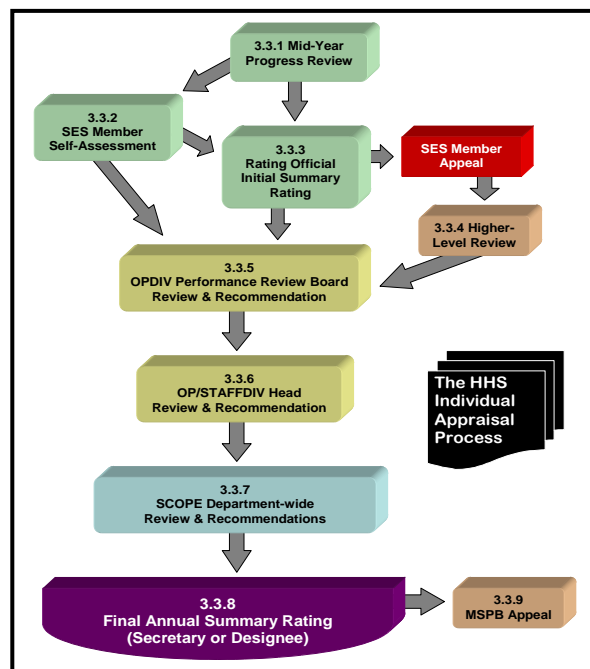 3.3.1 Mid-Year
Progress Review
3.3.2
SES Member
Self-Assessment
3.3.3
Rating Official
Initial Summary
Rating
SES Member
Appeal
3.3.4 Higher-
Level Review
3.3.5
OPDIV Performance Review Board
Review & Recommendation
3.3.6
OP/STAFFDIV Head
Review & Recommendation
The HHS
Individual
Appraisal
Process
3.3.7
SCOPE Department-wide
Review & Recommendations
3.3.8
Final Annual Summary Rating
(Secretary or Designee)
3.3.9
MSPB Appeal